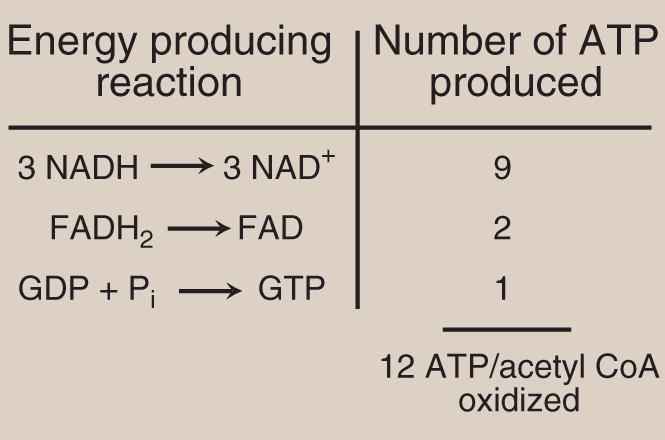 Energy producing reaction
Number of ATP produced
3 NADH ⟶ 3 NAD⁺
9
FADH₂ ⟶ FAD
2
GDP + Pᵢ ⟶ GTP
1
12 ATP/acetyl CoA
oxidized